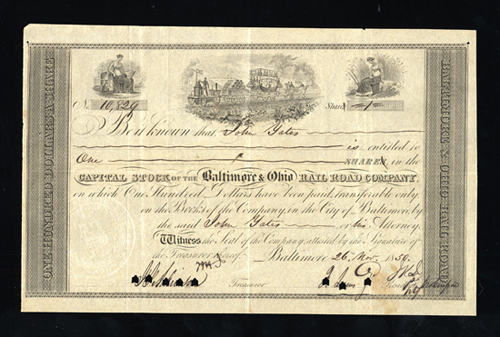 ONE HUNDRED DOLLARS A SHARE
BALTIMORE & OHIO RAIL ROAD
N. 10,829
Shares 1
Be it known that John Yates
is entitled to
One SHARES, in the
CAPITAL STOCK OF THE Baltimore & Ohio RAIL ROAD COMPANY,
on which One Hundred Dollars have been paid, transferable only
on the Books of the Company, in the City of Baltimore, by
the said John Yates or his Attorney.
Witness the Seal of the Company, attested by the Signature of
the Treasurer thereof. Baltimore 26 Nov 1850
Treasurer